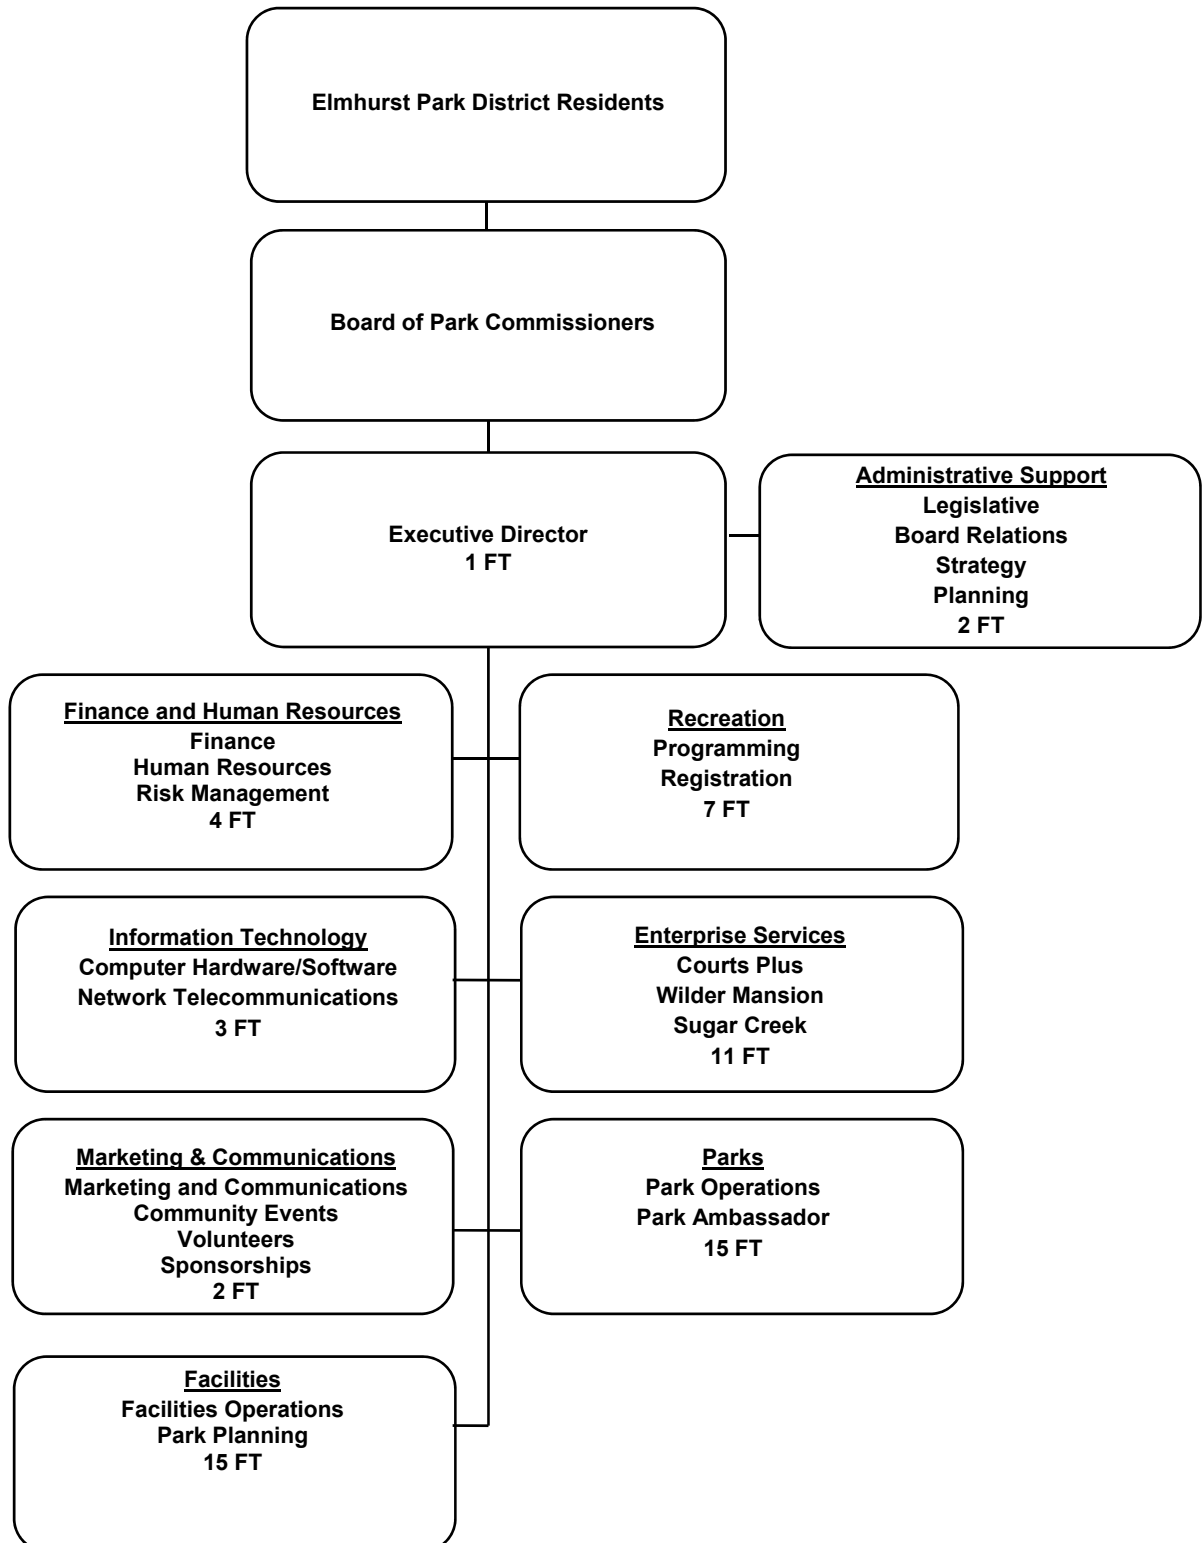 Elmhurst Park District Residents
Board of Park Commissioners
Executive Director
1 FT
Administrative Support
Legislative
Board Relations
Strategy
Planning
2 FT
Finance and Human Resources
Finance
Human Resources
Risk Management
4 FT
Recreation
Programming
Registration
7 FT
Information Technology
Computer Hardware/Software
Network Telecommunications
3 FT
Enterprise Services
Courts Plus
Wilder Mansion
Sugar Creek
11 FT
Marketing & Communications
Marketing and Communications
Community Events
Volunteers
Sponsorships
2 FT
Parks
Park Operations
Park Ambassador
15 FT
Facilities
Facilities Operations
Park Planning
15 FT